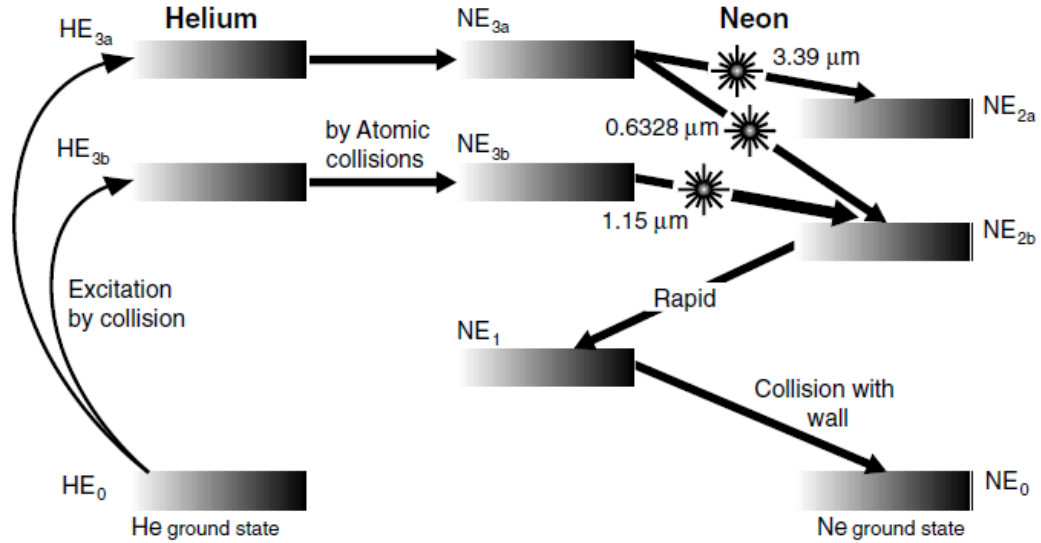 Helium
Neon
HE3a
NE3a
3.39 μm
NE2a
0.6328 μm
HE3b
by Atomic
collisions
NE3b
1.15 μm
NE2b
Excitation
by collision
Rapid
NE1
Collision with
wall
HE0
NE0
He ground state
Ne ground state